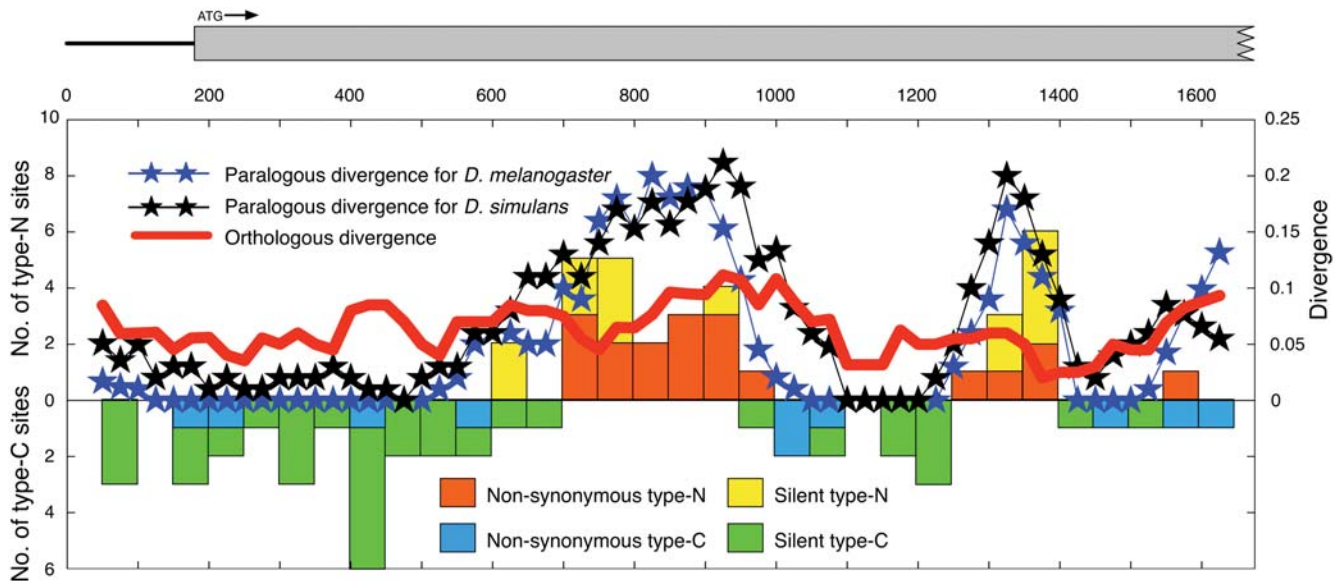 ATG
0 200 400 600 800 1000 1200 1400 1600
10 0.25
8 0.2
6 0.15
4 0.1
2 0.05
0 0
2
4
6
No. of type-N sites
No. of type-C sites
Divergence
Paralogous divergence for D. melanogaster
Paralogous divergence for D. simulans
Orthologous divergence
Non-synonymous type-N Silent type-N
Non-synonymous type-C Silent type-C